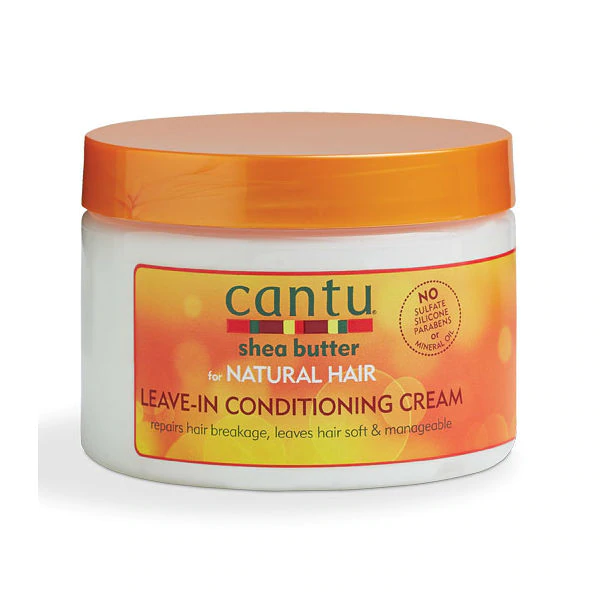 cantu®
shea butter
for NATURAL HAIR
LEAVE-IN CONDITIONING CREAM
repairs hair breakage, leaves hair soft & manageable
NO
SULFATE
SILICONE
PARABENS
or
MINERAL OIL